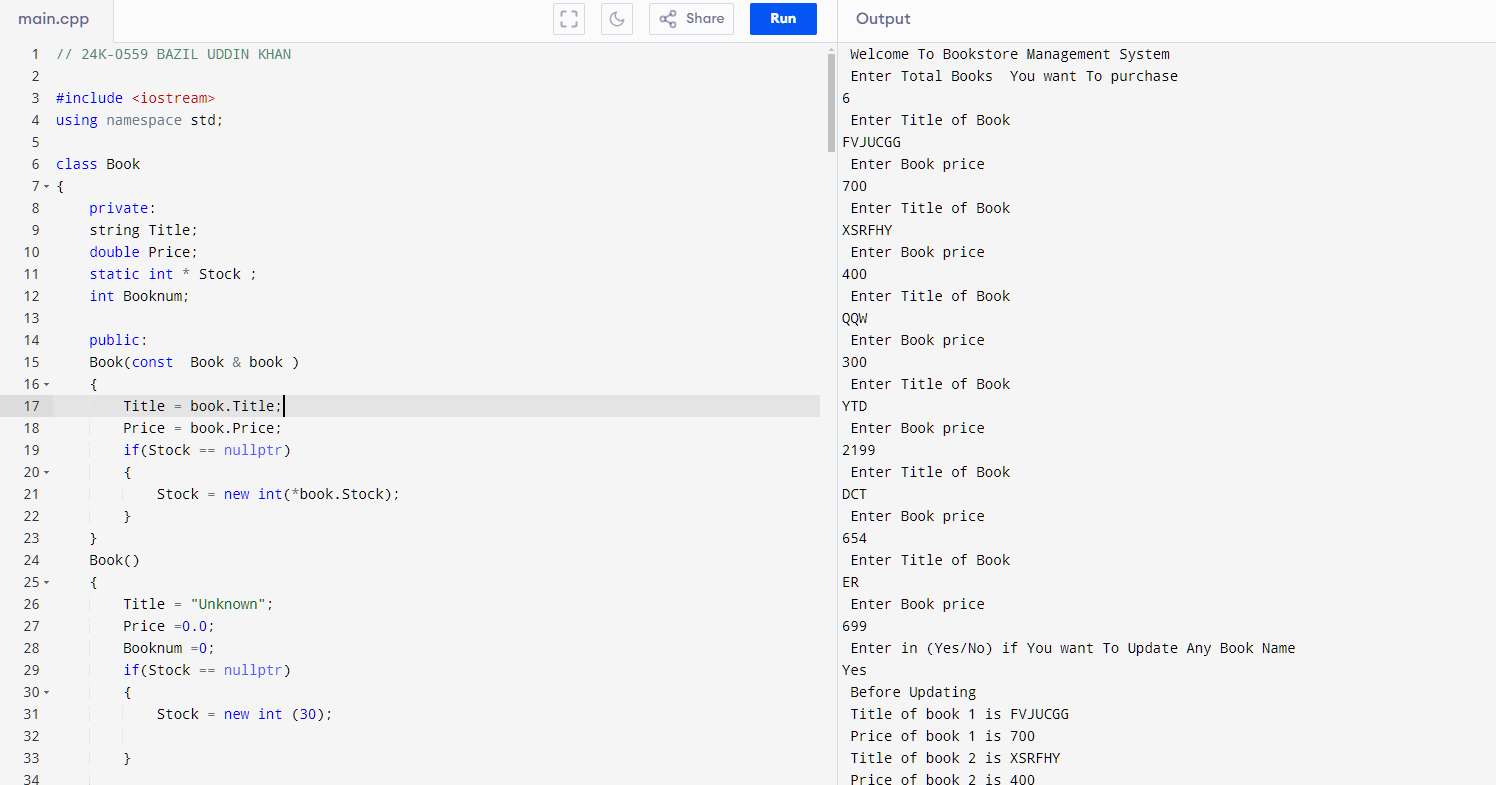 main.cpp
Share
Run
Output
1 // 24K-0559 BAZIL UDDIN KHAN
2
3 #include <iostream>
4 using namespace std;
5
6 class Book
7 {
8 private:
9 string Title;
10 double Price;
11 static int * Stock ;
12 int Booknum;
13
14 public:
15 Book(const  Book & book )
16 {
17 Title = book.Title;
18 Price = book.Price;
19 if(Stock == nullptr)
20 {
21 Stock = new int(*book.Stock);
22 }
23 }
24 Book()
25 {
26 Title = "Unknown";
27 Price =0.0;
28 Booknum =0;
29 if(Stock == nullptr)
30 {
31 Stock = new int (30);
32
33 }
34
Welcome To Bookstore Management System
Enter Total Books  You want To purchase
6
Enter Title of Book
FVJUCGG
Enter Book price
700
Enter Title of Book
XSRFHY
Enter Book price
400
Enter Title of Book
QQW
Enter Book price
300
Enter Title of Book
YTD
Enter Book price
2199
Enter Title of Book
DCT
Enter Book price
654
Enter Title of Book
ER
Enter Book price
699
Enter in (Yes/No) if You want To Update Any Book Name
Yes
Before Updating
Title of book 1 is FVJUCGG
Price of book 1 is 700
Title of book 2 is XSRFHY
Price of book 2 is 400